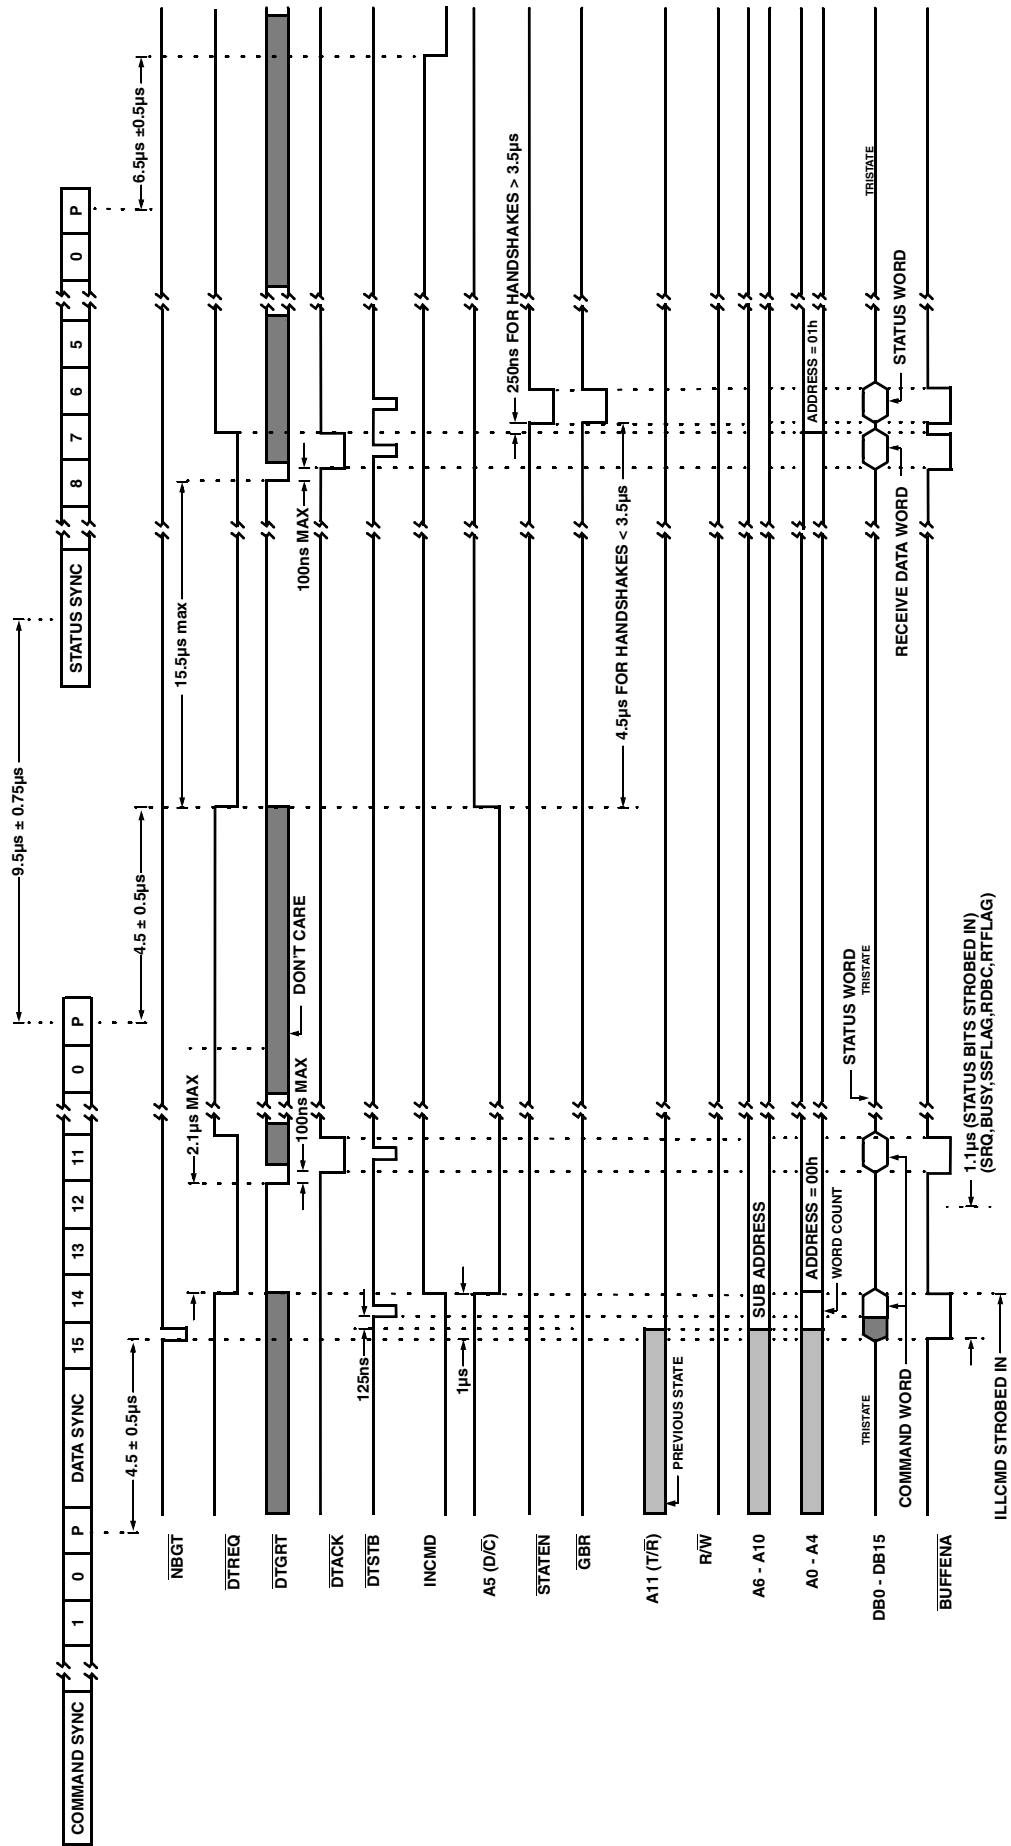 COMMAND SYNC 1 0 P DATA SYNC 15 14 13 12 11 0 P STATUS SYNC 8 7 6 5 0 P
9.5µs ± 0.75µs
4.5 ± 0.5µs
4.5 ± 0.5µs
6.5µs ±0.5µs
NBGT
2.1µs MAX
15.5µs max
DTREQ
DTGRT
DON'T CARE
100ns MAX
100ns MAX
DTACK
DTSTB
125ns
INCMD
1µs
A5 (D/C)
250ns FOR HANDSHAKES > 3.5µs
STATEN
GBR
4.5µs FOR HANDSHAKES < 3.5µs
A11 (T/R)
PREVIOUS STATE
R/W
A6 - A10
SUB ADDRESS
A0 - A4
ADDRESS = 00h
ADDRESS = 01h
WORD COUNT
STATUS WORD
DB0 - DB15
TRISTATE
TRISTATE
TRISTATE
COMMAND WORD
RECEIVE DATA WORD
STATUS WORD
BUFFENA
1.1µs (STATUS BITS STROBED IN)
(SRQ,BUSY,SSFLAG,RDBC,RTFLAG)
ILLCMD STROBED IN